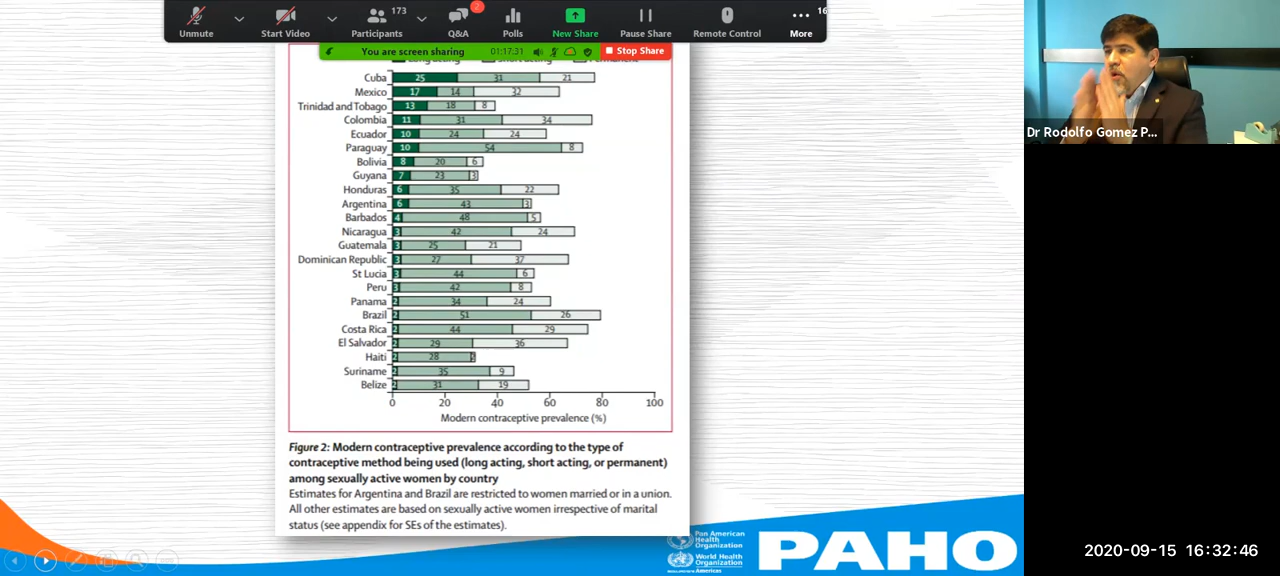 173
2
16
Unmute
Start Video
Participants
Q&A
Polls
New Share
Pause Share
Remote Control
More
You are screen sharing
01:17:31
Stop Share
Dr Rodolfo Gomez P...
Cuba 25 31 21
Mexico 17 14 32
Trinidad and Tobago 13 18 8
Colombia 11 31 34
Ecuador 10 24 24
Paraguay 10 54 8
Bolivia 8 20 6
Guyana 7 23 3
Honduras 6 35 22
Argentina 6 43 3
Barbados 4 48 5
Nicaragua 3 42 24
Guatemala 3 25 21
Dominican Republic 3 27 37
St Lucia 3 44 6
Peru 3 42 8
Panama 2 34 24
Brazil 2 51 26
Costa Rica 2 44 29
El Salvador 2 29 36
Haiti 2 28 2
Suriname 2 35 9
Belize 2 31 19
0 20 40 60 80 100
Modern contraceptive prevalence (%)
Figure 2: Modern contraceptive prevalence according to the type of
contraceptive method being used (long acting, short acting, or permanent)
among sexually active women by country
Estimates for Argentina and Brazil are restricted to women married or in a union.
All other estimates are based on sexually active women irrespective of marital
status (see appendix for SEs of the estimates).
Pan American
Health
Organization
World Health
Organization
Americas
PAHO
2020-09-15 16:32:46